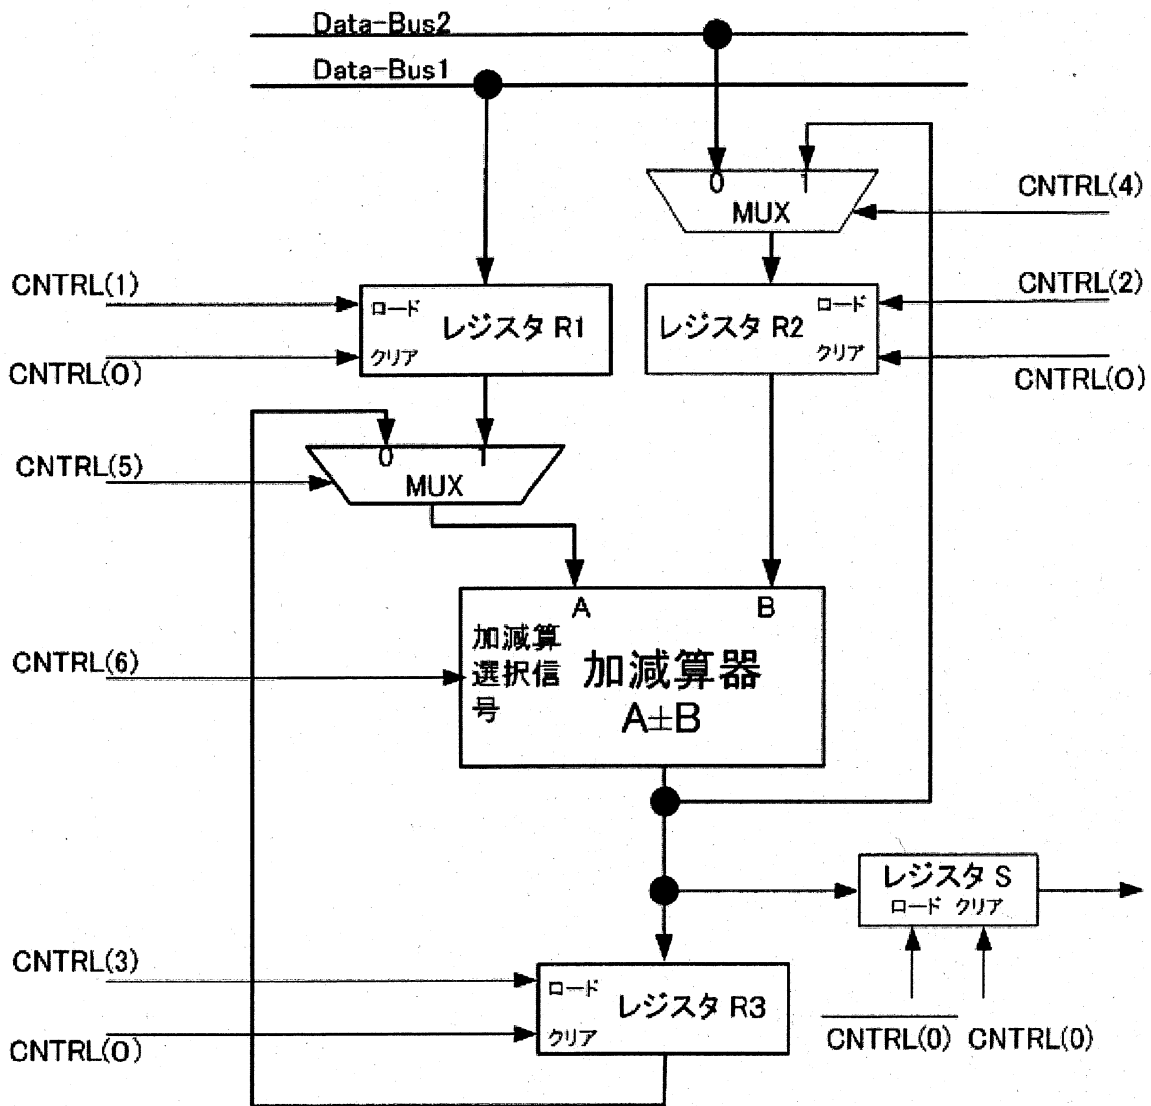 Data-Bus2
Data-Bus1
0 1
MUX
CNTRL(4)
CNTRL(1)
ロード
レジスタ R1
クリア
CNTRL(0)
レジスタ R2
ロード
クリア
CNTRL(2)
CNTRL(0)
0 1
MUX
CNTRL(5)
A B
加減算
選択信
号
加減算器
A±B
CNTRL(6)
レジスタ S
ロード クリア
CNTRL(0) CNTRL(0)
CNTRL(3)
ロード
レジスタ R3
クリア
CNTRL(0)